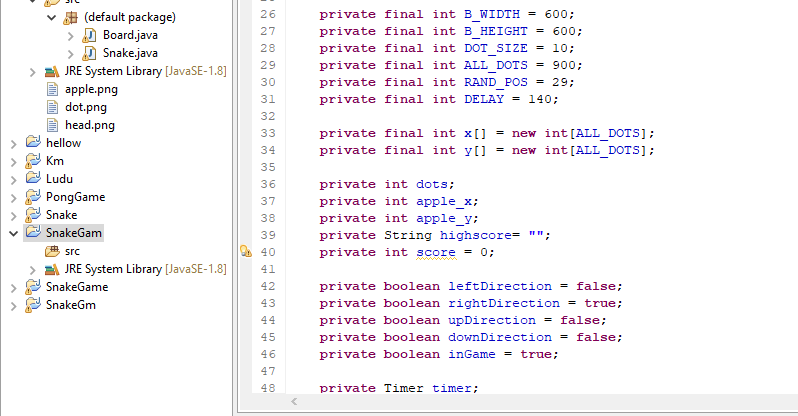 src
(default package)
Board.java
Snake.java
JRE System Library [JavaSE-1.8]
apple.png
dot.png
head.png
hellow
Km
Ludu
PongGame
Snake
SnakeGam
src
JRE System Library [JavaSE-1.8]
SnakeGame
SnakeGm
26 private final int B_WIDTH = 600;
27 private final int B_HEIGHT = 600;
28 private final int DOT_SIZE = 10;
29 private final int ALL_DOTS = 900;
30 private final int RAND_POS = 29;
31 private final int DELAY = 140;
32
33 private final int x[] = new int[ALL_DOTS];
34 private final int y[] = new int[ALL_DOTS];
35
36 private int dots;
37 private int apple_x;
38 private int apple_y;
39 private String highscore= "";
40 private int score = 0;
41
42 private boolean leftDirection = false;
43 private boolean rightDirection = true;
44 private boolean upDirection = false;
45 private boolean downDirection = false;
46 private boolean inGame = true;
47
48 private Timer timer;